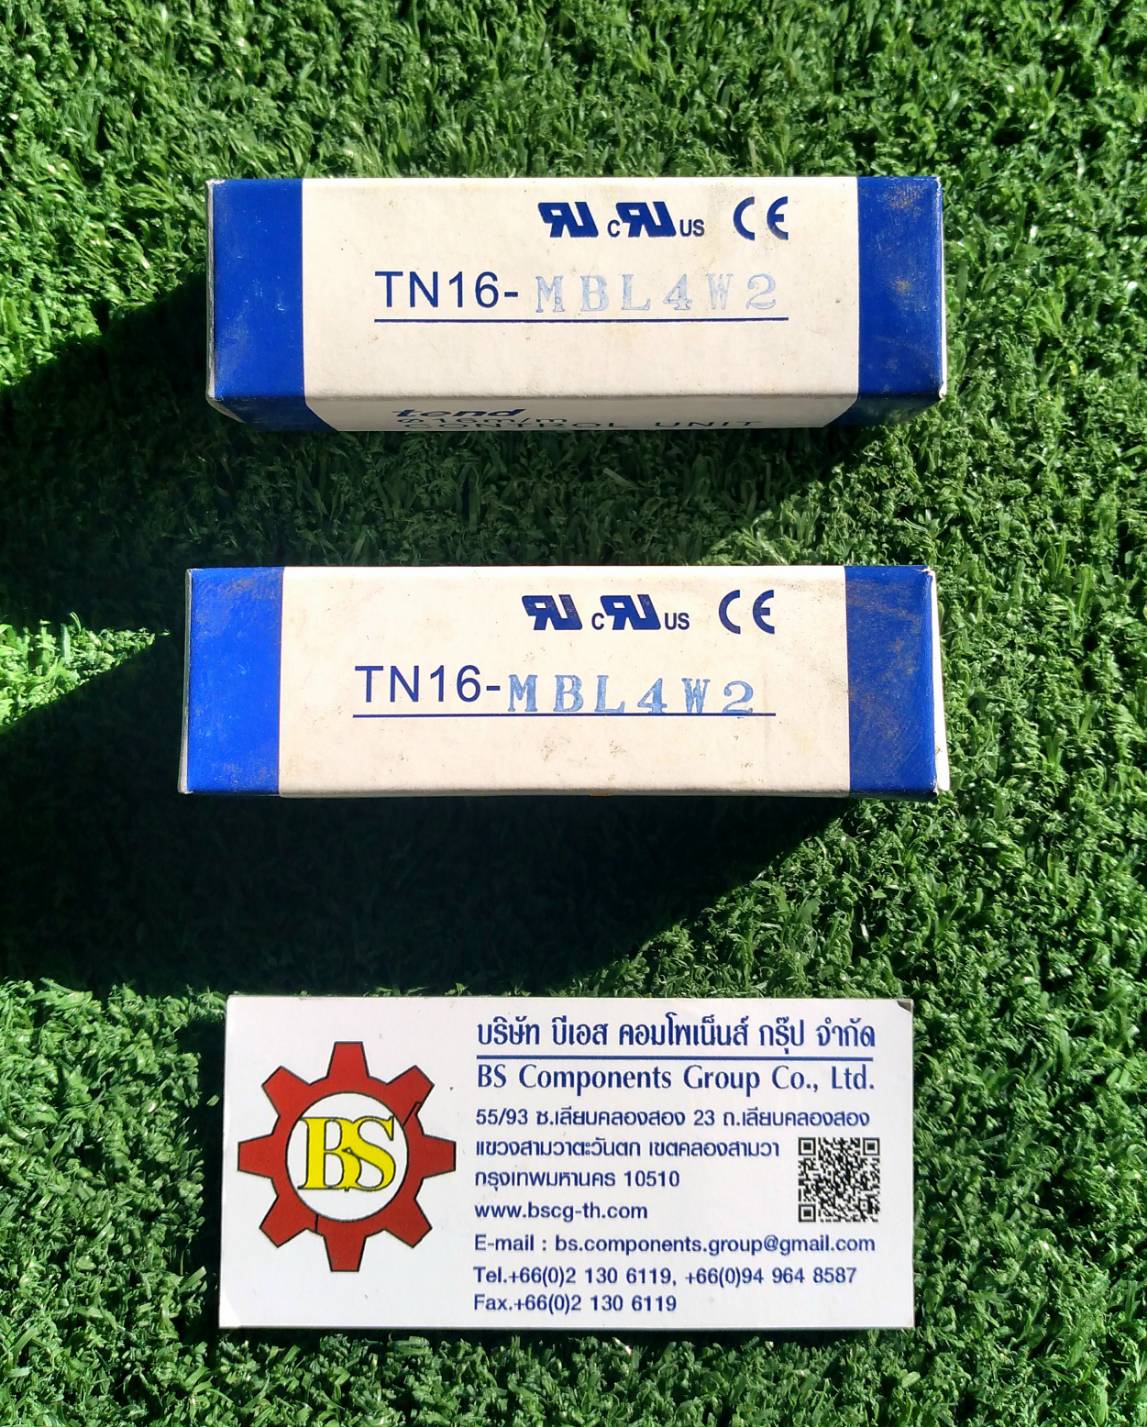 RU cRUus CE
TN16-MBL4W2
tend
ø16m/m
CONTROL UNIT
RU cRUus CE
TN16-MBL4W2
BS
บริษัท บีเอส คอมโพเน็นส์ กรุ๊ป จำกัด
BS Components Group Co., Ltd.
55/93 ซ.เลียบคลองสอง 23 ถ.เลียบคลองสอง
แขวงสามวาตะวันตก เขตคลองสามวา
กรุงเทพมหานคร 10510
www.bscg-th.com
E-mail : bs.components.group@gmail.com
Tel.+66(0)2 130 6119, +66(0)94 964 8587
Fax.+66(0)2 130 6119